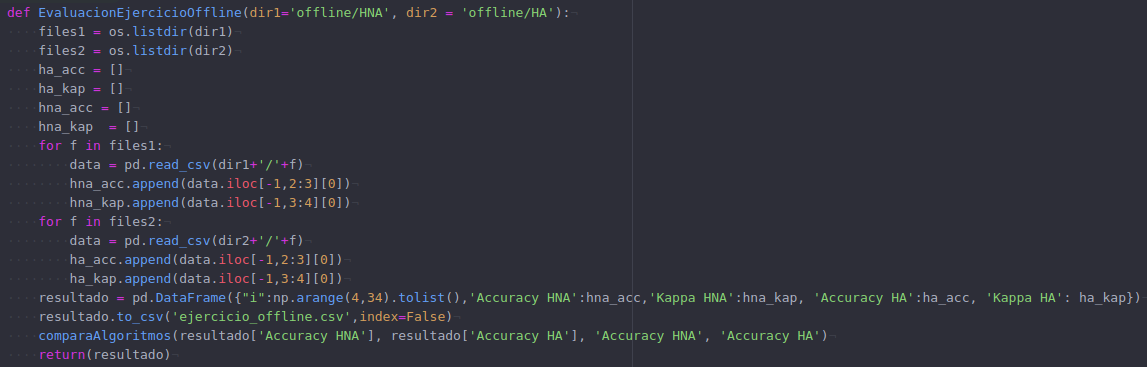 def EvaluacionEjercicioOffline(dir1='offline/HNA', dir2 = 'offline/HA'):
    files1 = os.listdir(dir1)
    files2 = os.listdir(dir2)
    ha_acc = []
    ha_kap = []
    hna_acc = []
    hna_kap  = []
    for f in files1:
        data = pd.read_csv(dir1+'/'+f)
        hna_acc.append(data.iloc[-1,2:3][0])
        hna_kap.append(data.iloc[-1,3:4][0])
    for f in files2:
        data = pd.read_csv(dir2+'/'+f)
        ha_acc.append(data.iloc[-1,2:3][0])
        ha_kap.append(data.iloc[-1,3:4][0])
    resultado = pd.DataFrame({"i":np.arange(4,34).tolist(),'Accuracy HNA':hna_acc,'Kappa HNA':hna_kap, 'Accuracy HA':ha_acc, 'Kappa HA': ha_kap})
    resultado.to_csv('ejercicio_offline.csv',index=False)
    comparaAlgoritmos(resultado['Accuracy HNA'], resultado['Accuracy HA'], 'Accuracy HNA', 'Accuracy HA')
    return(resultado)